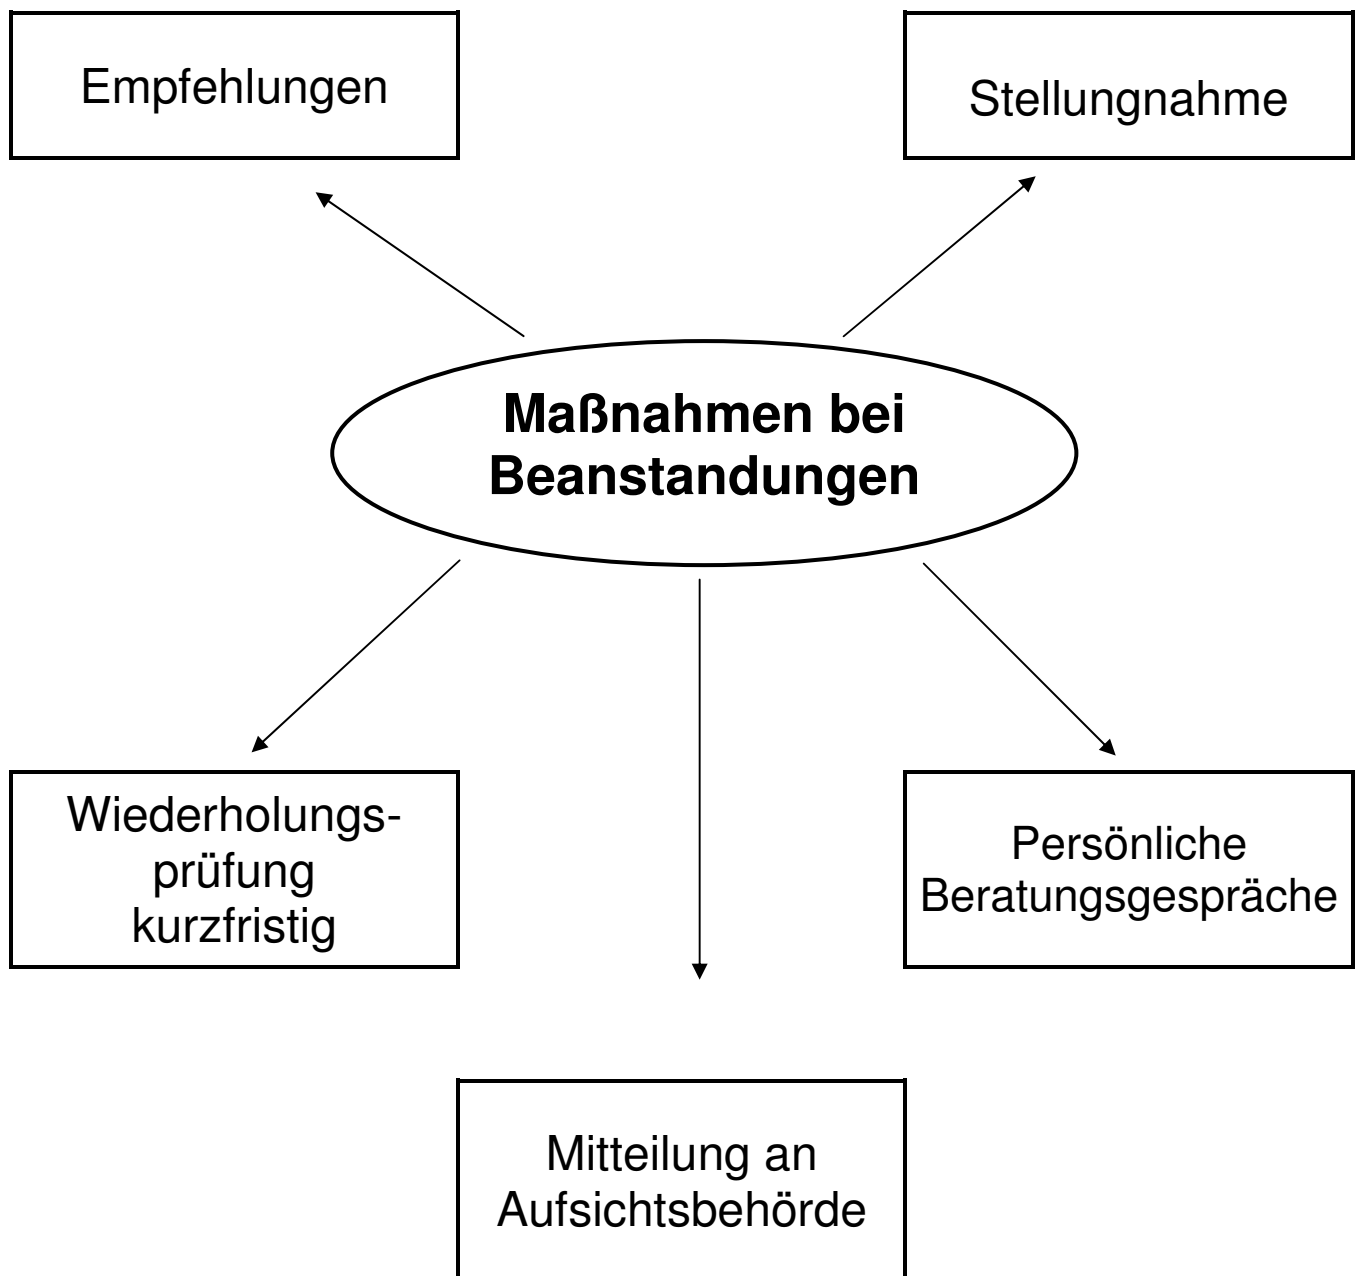 Empfehlungen
Stellungnahme
Maßnahmen bei
Beanstandungen
Wiederholungs-
prüfung
kurzfristig
Persönliche
Beratungsgespräche
Mitteilung an
Aufsichtsbehörde